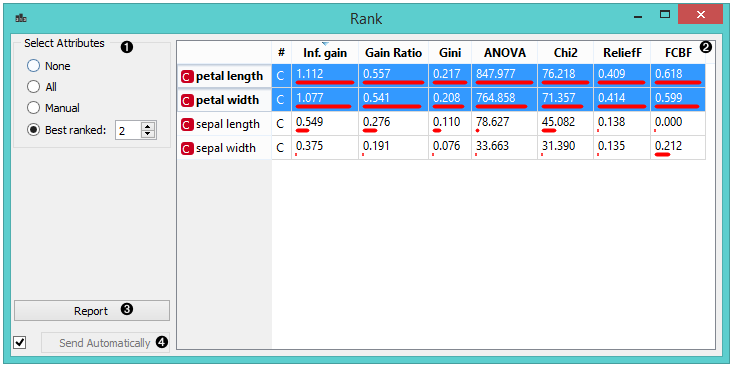 Rank
Select Attributes 1
None
All
Manual
Best ranked: 2
Report 3
Send Automatically 4
# Inf. gain Gain Ratio Gini ANOVA Chi2 ReliefF FCBF 2
C petal length C 1.112 0.557 0.217 847.977 76.218 0.409 0.618
C petal width C 1.077 0.541 0.208 764.858 71.357 0.414 0.599
C sepal length C 0.549 0.276 0.110 78.627 45.082 0.138 0.000
C sepal width C 0.375 0.191 0.076 33.663 31.390 0.135 0.212